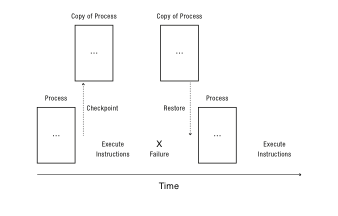 Copy of Process
Copy of Process
...
...
Process
Checkpoint
Restore
Process
...
...
Execute
Instructions
X
Failure
Execute
Instructions
Time